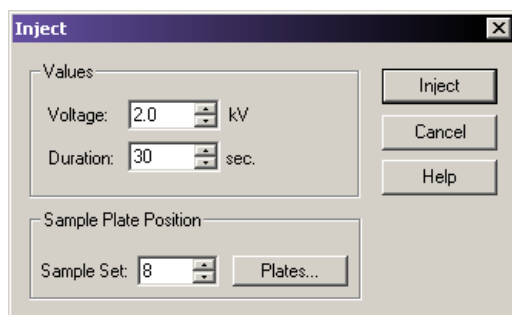 Inject
Values
Voltage: 2.0 kV
Duration: 30 sec.
Sample Plate Position
Sample Set: 8 Plates...
Inject
Cancel
Help